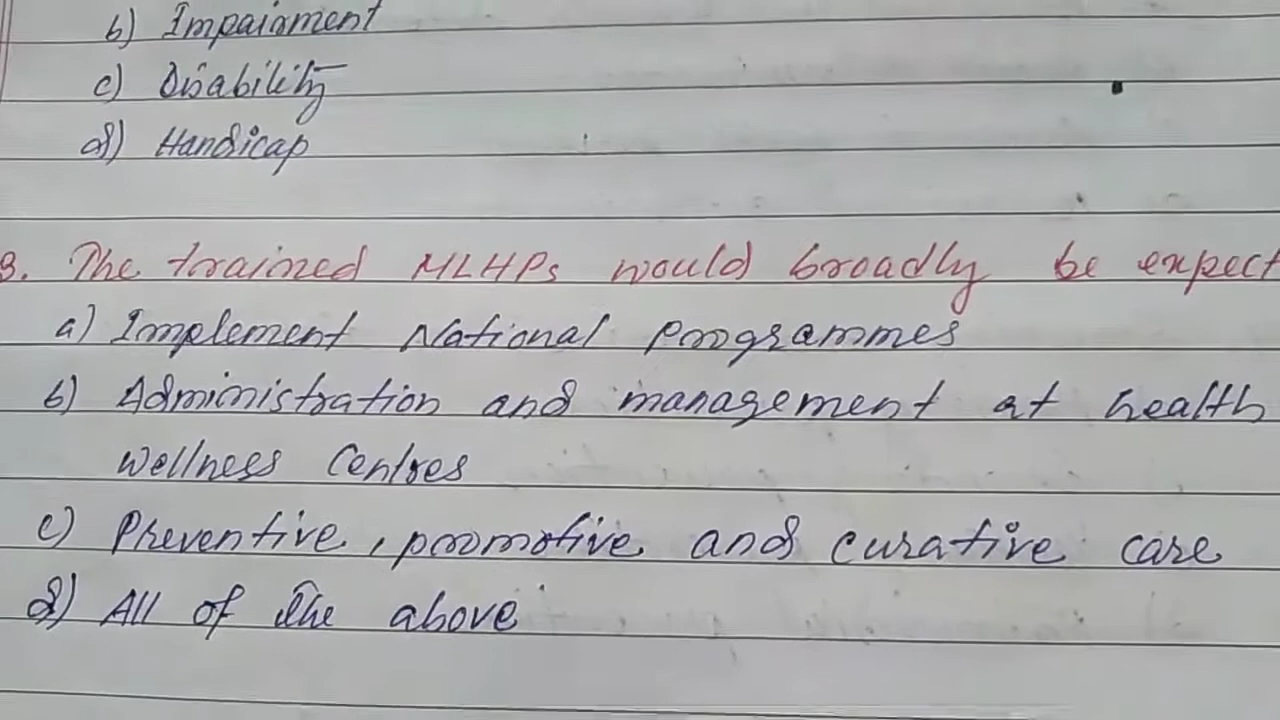 b) Impairment
c) Disability
d) Handicap
3. The trained MLHPs would broadly be expect
a) Implement National Programmes
b) Administration and management at health
wellness Centres
c) Preventive, promotive and curative care
d) All of the above